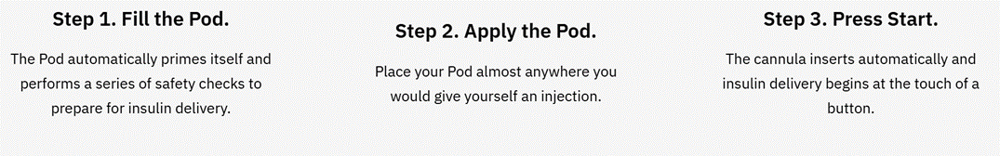 Step 1. Fill the Pod.
The Pod automatically primes itself and
performs a series of safety checks to
prepare for insulin delivery.
Step 2. Apply the Pod.
Place your Pod almost anywhere you
would give yourself an injection.
Step 3. Press Start.
The cannula inserts automatically and
insulin delivery begins at the touch of a
button.